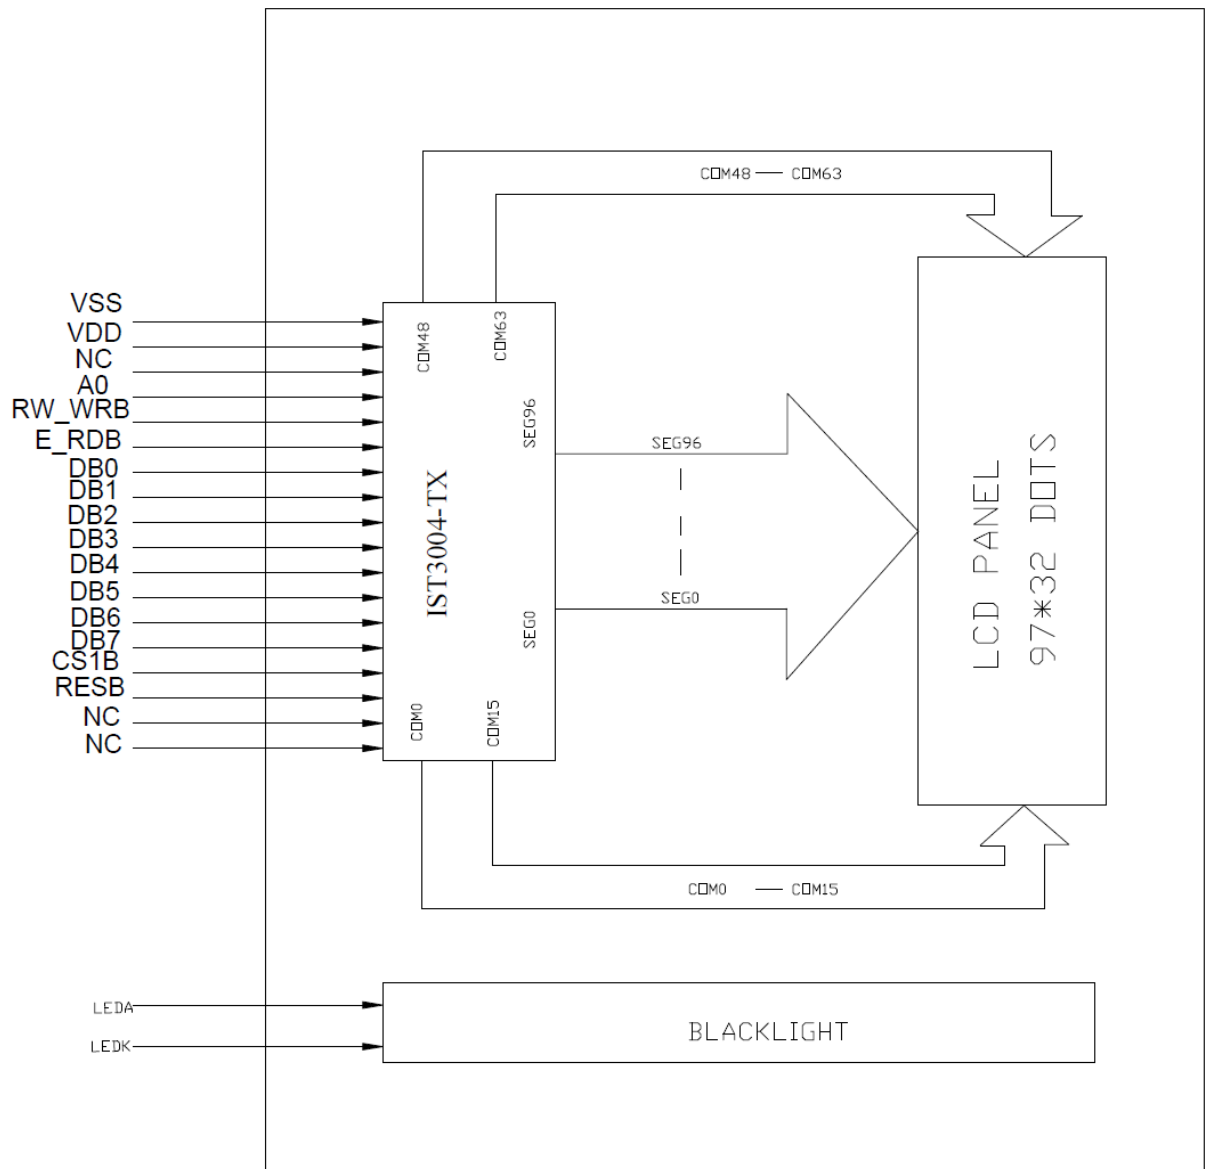 COM48 — COM63
VSS
VDD
NC
A0
RW_WRB
E_RDB
DB0
DB1
DB2
DB3
DB4
DB5
DB6
DB7
CS1B
RESB
NC
NC
COM48
COM63
SEG96
IST3004-TX
SEG0
COM0
COM15
SEG96
SEG0
LCD PANEL
97*32 DOTS
COM0 — COM15
LEDA
LEDK
BLACKLIGHT